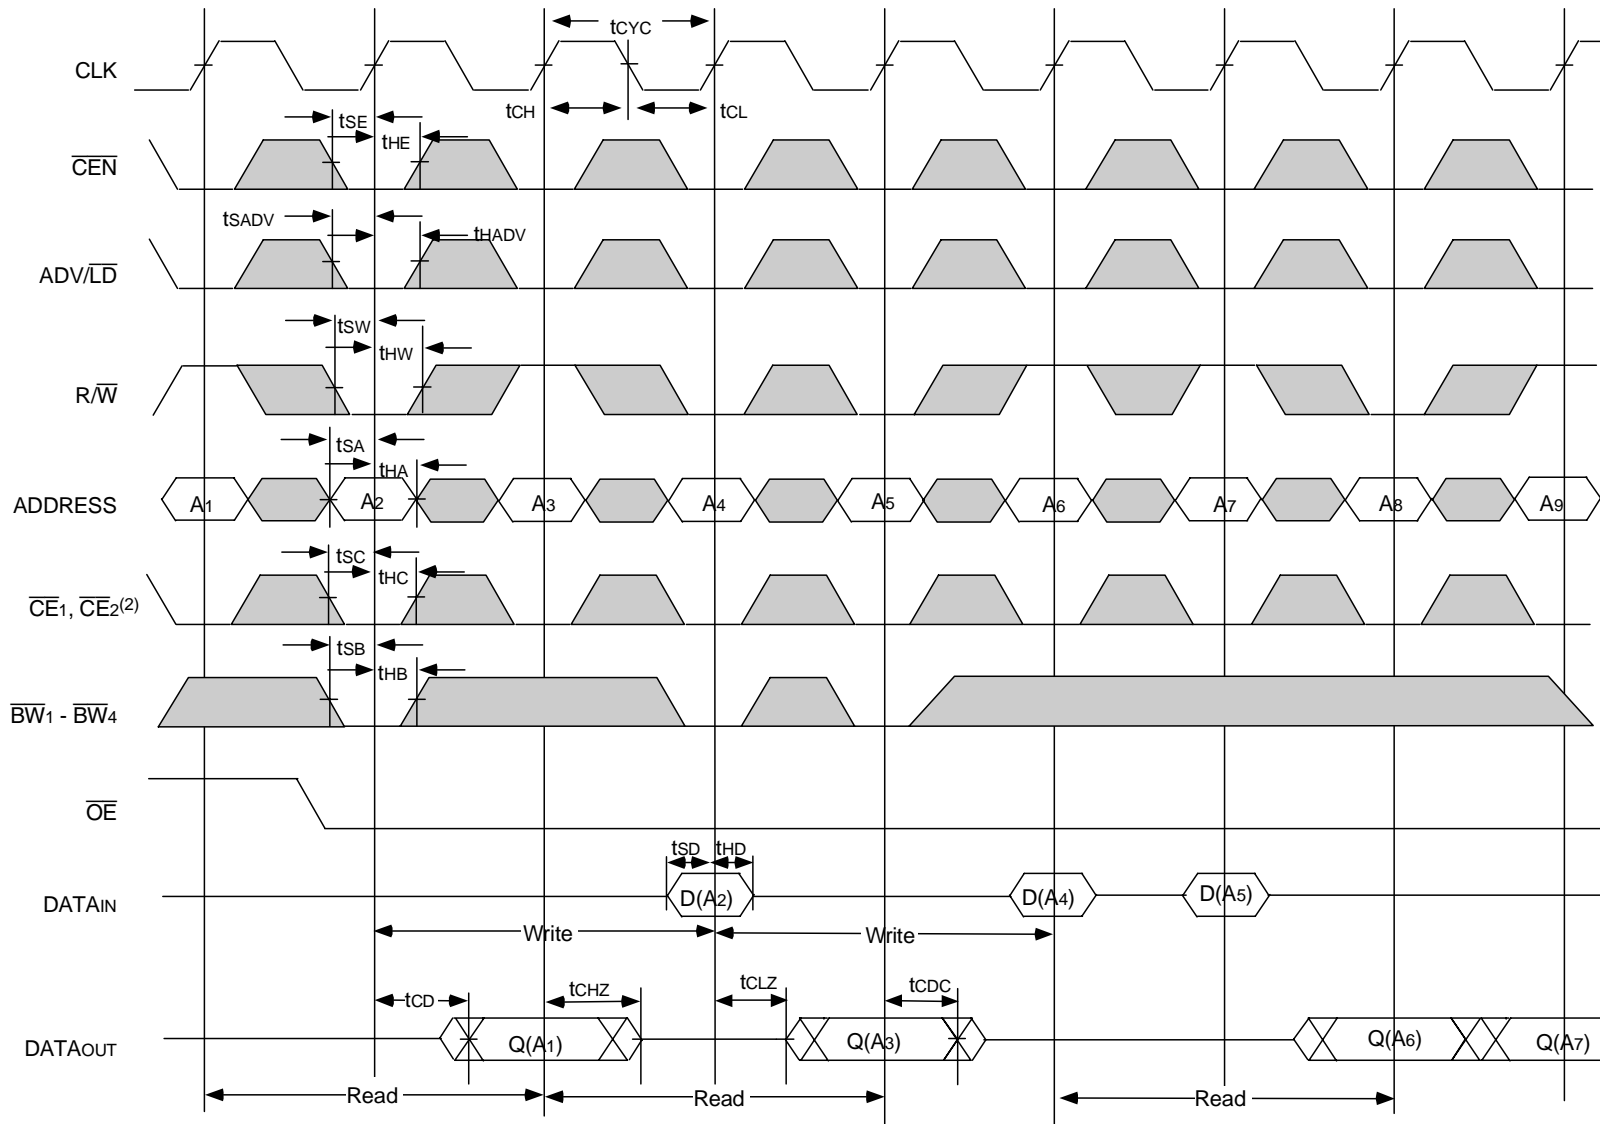 tCYC
CLK
tCH
tCL
tSE
tHE
CEN
tSADV
tHADV
ADV/LD
tSW
tHW
R/W
tSA
tHA
ADDRESS
A1
A2
A3
A4
A5
A6
A7
A8
A9
tSC
tHC
CE1, CE2(2)
tSB
tHB
BW1 - BW4
OE
tSD
tHD
DATAIN
D(A2)
D(A4)
D(A5)
Write
Write
tCD
tCHZ
tCLZ
tCDC
DATAOUT
Q(A1)
Q(A3)
Q(A6)
Q(A7)
Read
Read
Read